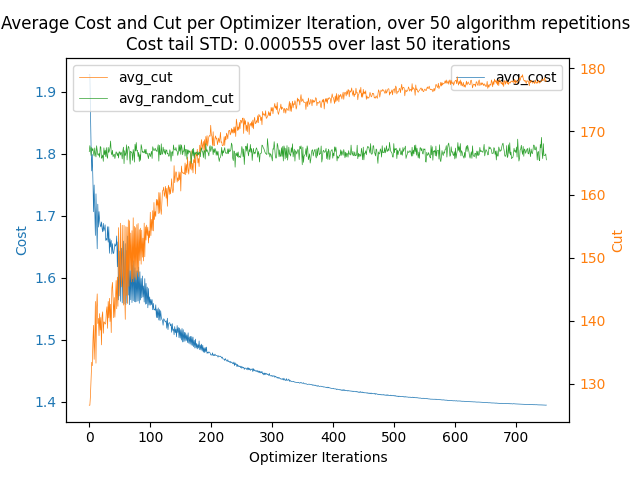 Average Cost and Cut per Optimizer Iteration, over 50 algorithm repetitions
Cost tail STD: 0.000555 over last 50 iterations
avg_cut
avg_random_cut
avg_cost
1.9
1.8
1.7
1.6
1.5
1.4
Cost
180
170
160
150
140
130
Cut
0 100 200 300 400 500 600 700
Optimizer Iterations